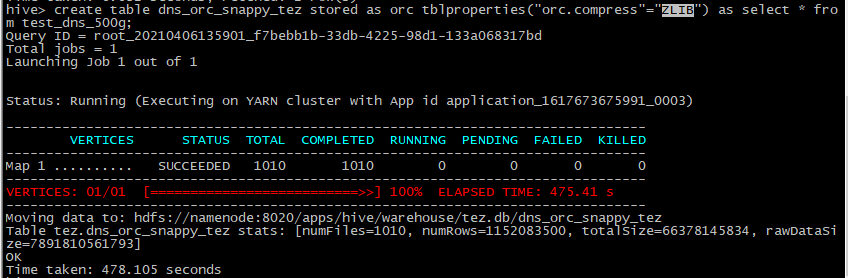 hive> create table dns_orc_snappy_tez stored as orc tblproperties("orc.compress"="ZLIB") as select * fro
m test_dns_500g;
Query ID = root_20210406135901_f7bebb1b-33db-4225-98d1-133a068317bd
Total jobs = 1
Launching Job 1 out of 1
Status: Running (Executing on YARN cluster with App id application_1617673675991_0003)
--------------------------------------------------------------------------------
VERTICES STATUS TOTAL COMPLETED RUNNING PENDING FAILED KILLED
--------------------------------------------------------------------------------
Map 1 .......... SUCCEEDED 1010 1010 0 0 0 0
--------------------------------------------------------------------------------
VERTICES: 01/01 [==========================>>] 100% ELAPSED TIME: 475.41 s
--------------------------------------------------------------------------------
Moving data to: hdfs://namenode:8020/apps/hive/warehouse/tez.db/dns_orc_snappy_tez
Table tez.dns_orc_snappy_tez stats: [numFiles=1010, numRows=1152083500, totalSize=66378145834, rawDataSi
ze=7891810561793]
OK
Time taken: 478.105 seconds